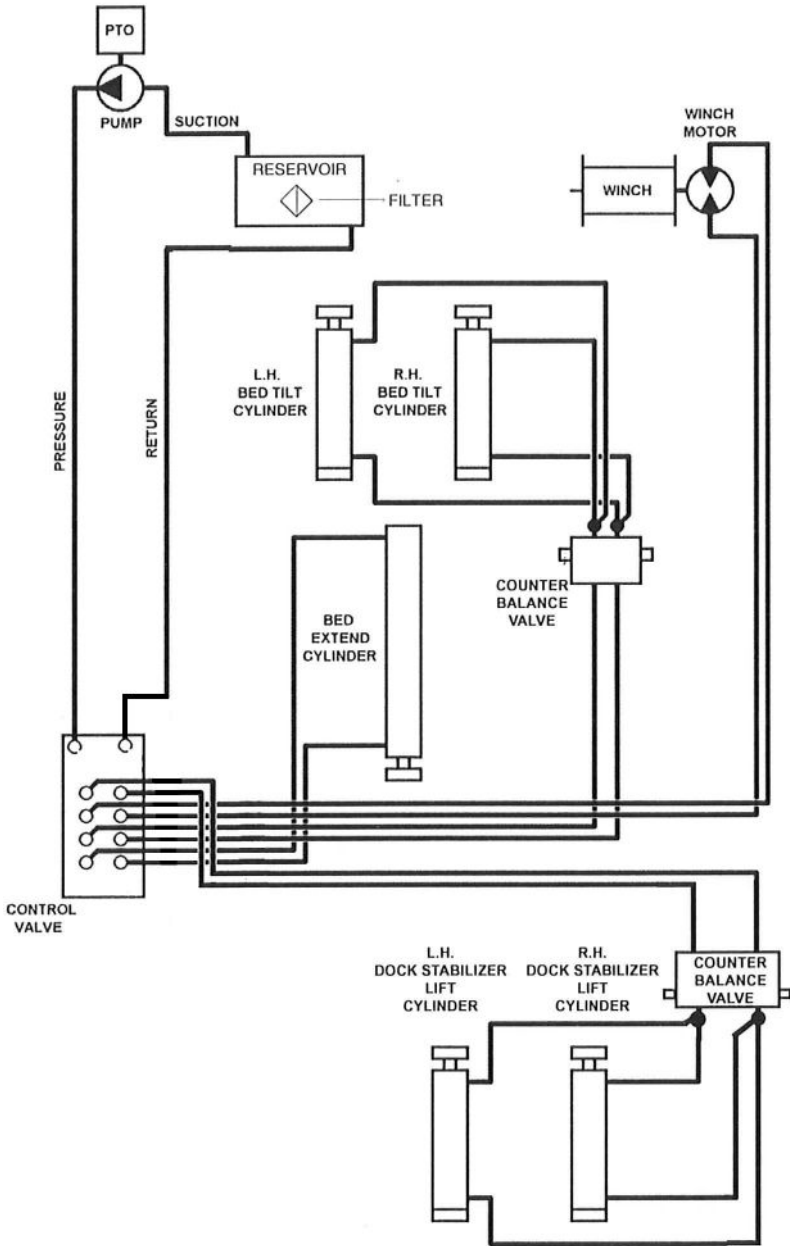 PTO
PUMP
SUCTION
RESERVOIR
FILTER
WINCH
MOTOR
WINCH
L.H.
BED TILT
CYLINDER
R.H.
BED TILT
CYLINDER
PRESSURE
RETURN
COUNTER
BALANCE
VALVE
BED
EXTEND
CYLINDER
CONTROL
VALVE
L.H.
DOCK STABILIZER
LIFT
CYLINDER
R.H.
DOCK STABILIZER
LIFT
CYLINDER
COUNTER
BALANCE
VALVE